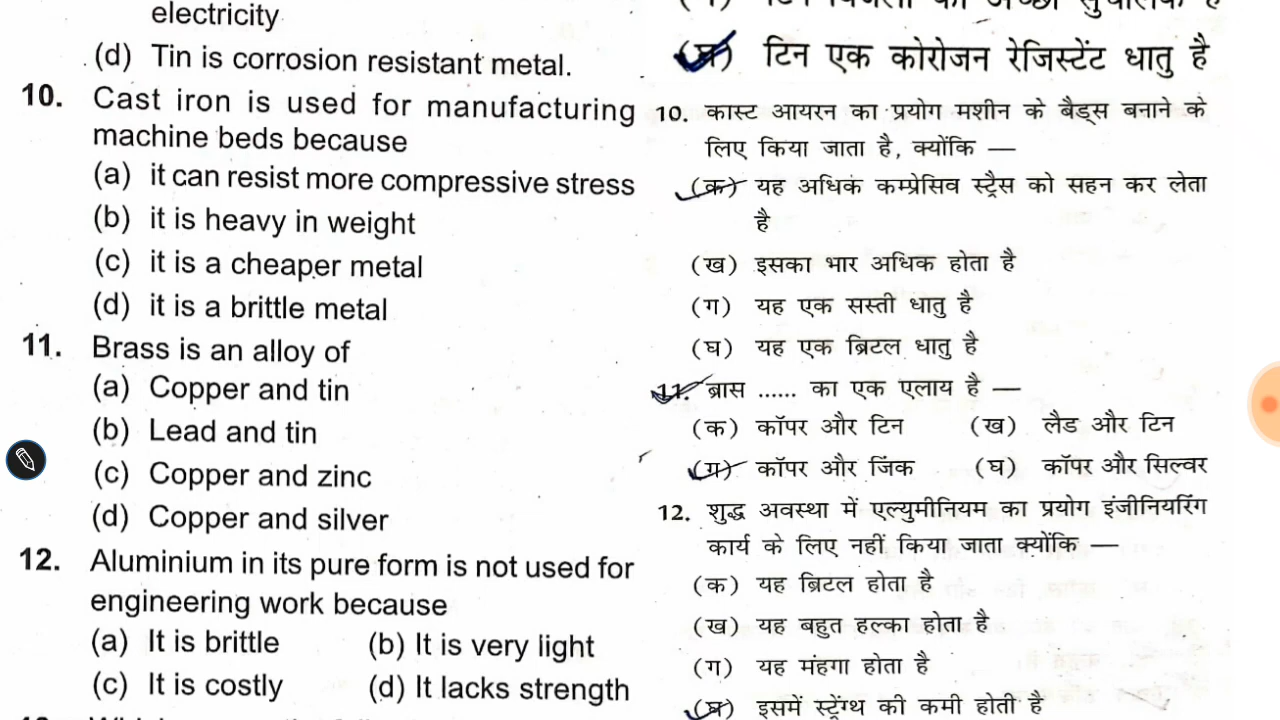 electricity
(d) Tin is corrosion resistant metal.
10. Cast iron is used for manufacturing
machine beds because
(a) it can resist more compressive stress
(b) it is heavy in weight
(c) it is a cheaper metal
(d) it is a brittle metal
11. Brass is an alloy of
(a) Copper and tin
(b) Lead and tin
(c) Copper and zinc
(d) Copper and silver
12. Aluminium in its pure form is not used for
engineering work because
(a) It is brittle (b) It is very light
(c) It is costly (d) It lacks strength
(घ) टिन एक कोरोजन रेजिस्टेंट धातु है
10. कास्ट आयरन का प्रयोग मशीन के बैड्स बनाने के
लिए किया जाता है, क्योंकि —
(क) यह अधिक कम्प्रेसिव स्ट्रैस को सहन कर लेता
है
(ख) इसका भार अधिक होता है
(ग) यह एक सस्ती धातु है
(घ) यह एक ब्रिटल धातु है
11. ब्रास ...... का एक एलाय है —
(क) कॉपर और टिन (ख) लैड और टिन
(ग) कॉपर और जिंक (घ) कॉपर और सिल्वर
12. शुद्ध अवस्था में एल्युमीनियम का प्रयोग इंजीनियरिंग
कार्य के लिए नहीं किया जाता क्योंकि —
(क) यह ब्रिटल होता है
(ख) यह बहुत हल्का होता है
(ग) यह मंहगा होता है
(घ) इसमें स्ट्रेंग्थ की कमी होती है